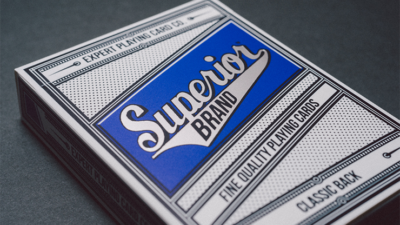 EXPERT PLAYING CARD CO.
Superior
BRAND
FINE QUALITY PLAYING CARDS
CLASSIC BACK